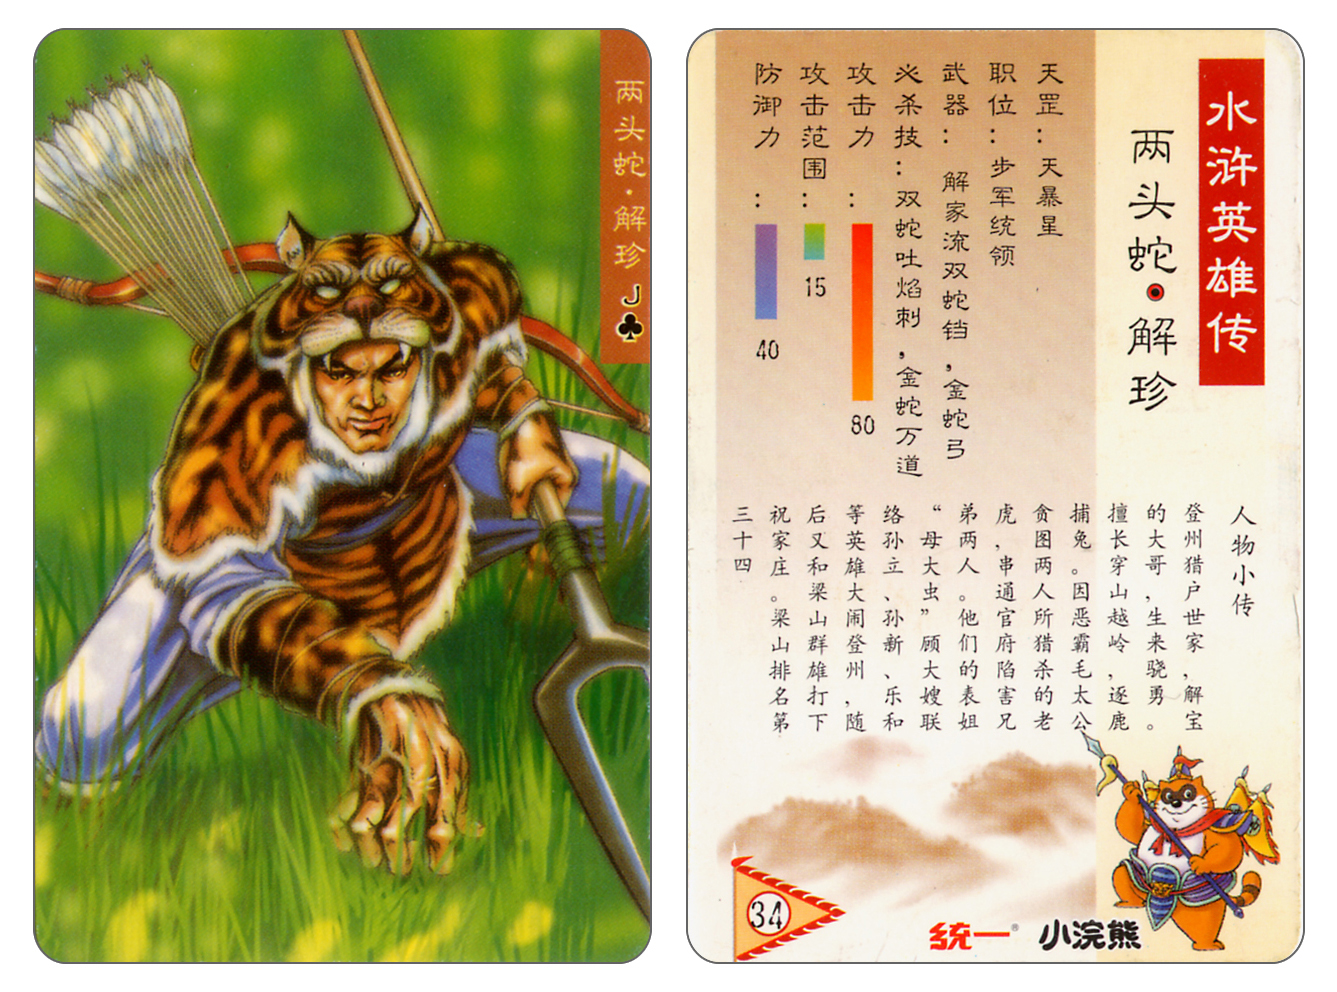 两头蛇·解珍
J
水浒英雄传
两头蛇·解珍
天罡：天暴星
职位：步军统领
武器：解家流双蛇铛，金蛇弓
必杀技：双蛇吐焰刺，金蛇万道
攻击力：
80
攻击范围：
15
防御力：
40
人物小传
登州猎户世家，解宝
的大哥，生来骁勇。
擅长穿山越岭，逐鹿
捕兔。因恶霸毛太公
贪图两人所猎杀的老
虎，串通官府陷害兄
弟两人。他们的表姐
“母大虫”顾大嫂联
络孙立、孙新、乐和
等英雄大闹登州，随
后又和梁山群雄打下
祝家庄。梁山排名第
三十四
34
统一®
小浣熊